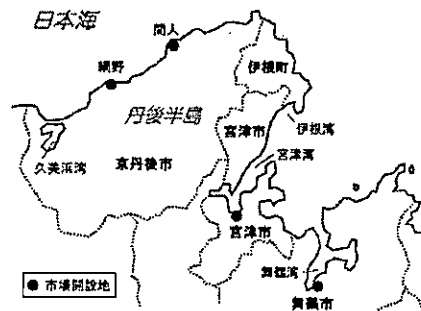 日本海
間人
網野
伊根町
丹後半島
宮津市
伊根湾
宮津湾
久美浜湾
京丹後市
宮津市
舞鶴湾
舞鶴市
● 市場開設地